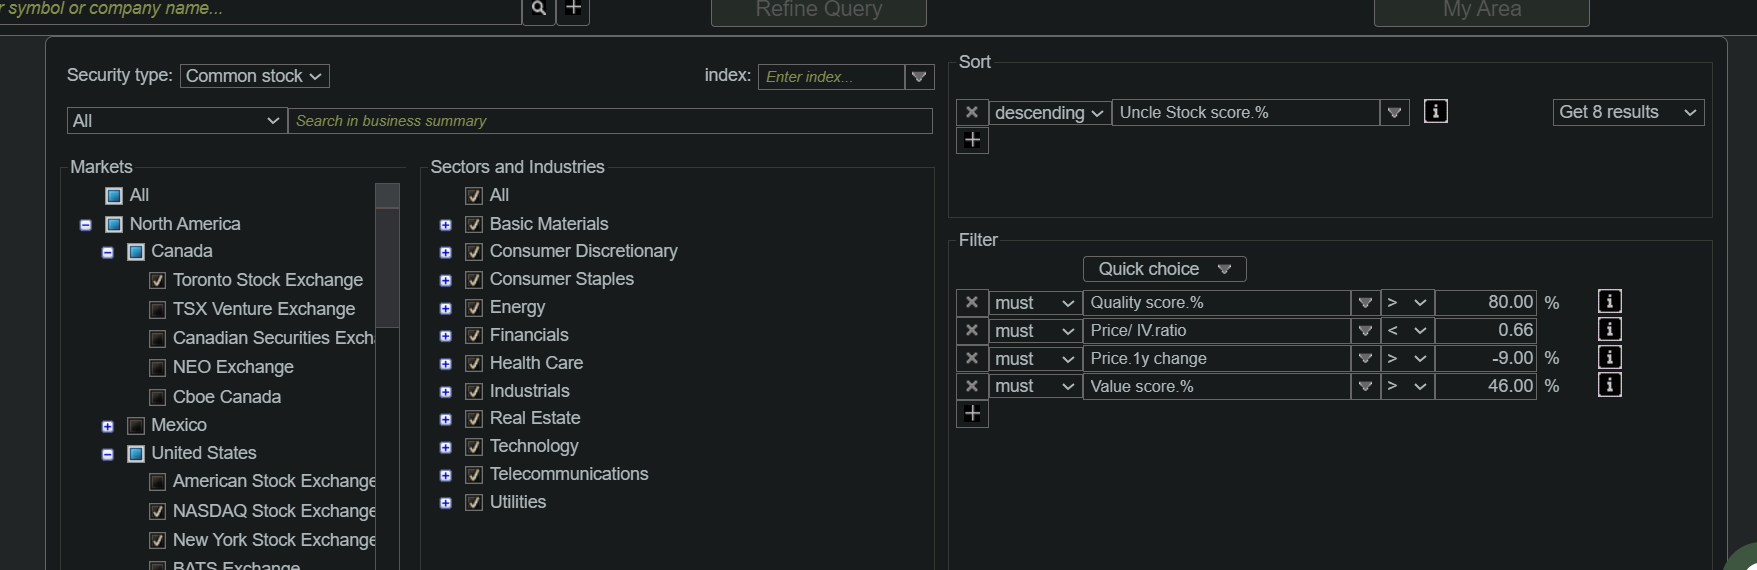 r symbol or company name...
Refine Query
My Area
Security type: Common stock
index: Enter index...
All
Search in business summary
Markets
All
North America
Canada
Toronto Stock Exchange
TSX Venture Exchange
Canadian Securities Exch
NEO Exchange
Cboe Canada
Mexico
United States
American Stock Exchange
NASDAQ Stock Exchange
New York Stock Exchange
BATS Exchange
Sectors and Industries
All
Basic Materials
Consumer Discretionary
Consumer Staples
Energy
Financials
Health Care
Industrials
Real Estate
Technology
Telecommunications
Utilities
Sort
descending Uncle Stock score.% Get 8 results
Filter
Quick choice
must Quality score.% > 80.00 %
must Price/ IV.ratio < 0.66
must Price.1y change > -9.00 %
must Value score.% > 46.00 %